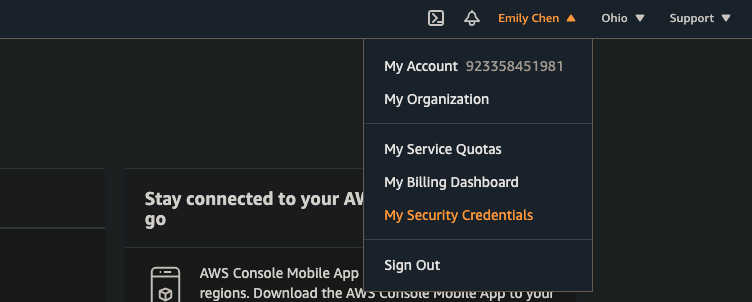 Emily Chen ▲ Ohio ▼ Support ▼
My Account 923358451981
My Organization
My Service Quotas
My Billing Dashboard
My Security Credentials
Sign Out
Stay connected to your AW
go
AWS Console Mobile App
regions. Download the AWS Console Mobile App to your